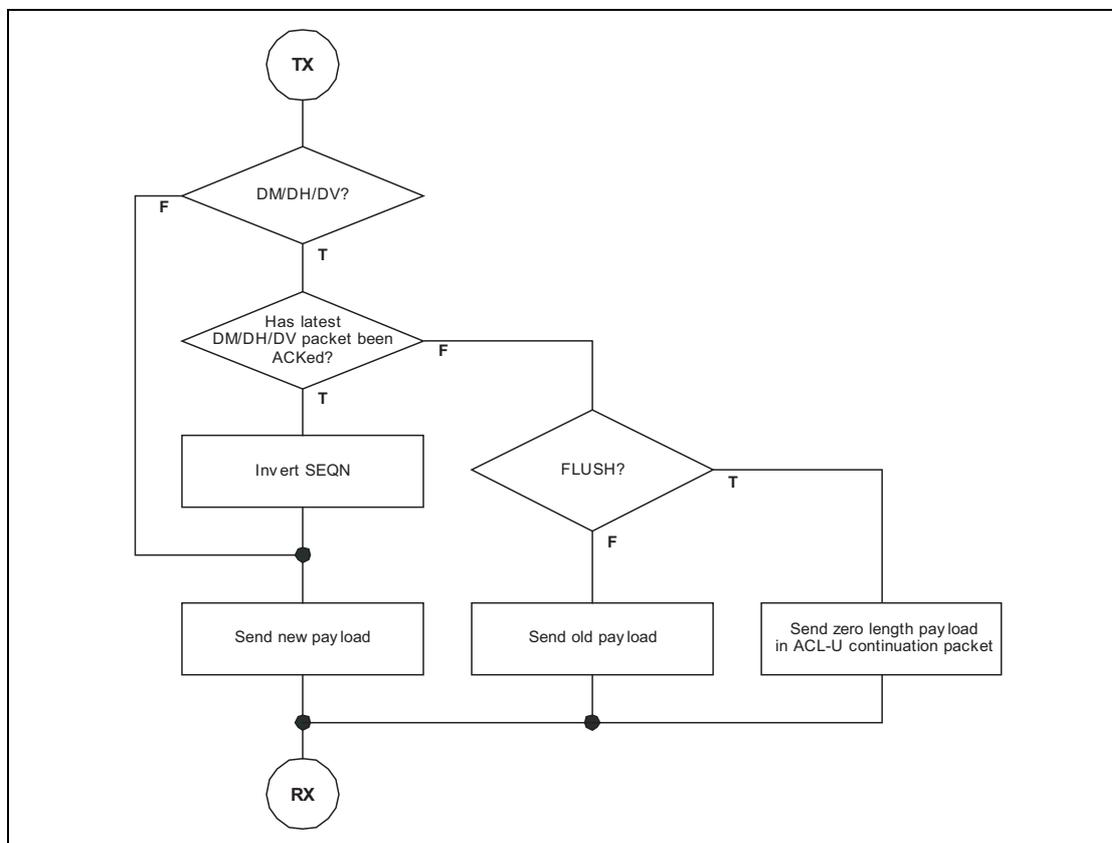 TX
DM/DH/DV?
F
T
Has latest
DM/DH/DV packet been
ACKed?
F
T
Invert SEQN
FLUSH?
T
F
Send new payload
Send old payload
Send zero length payload
in ACL-U continuation packet
RX